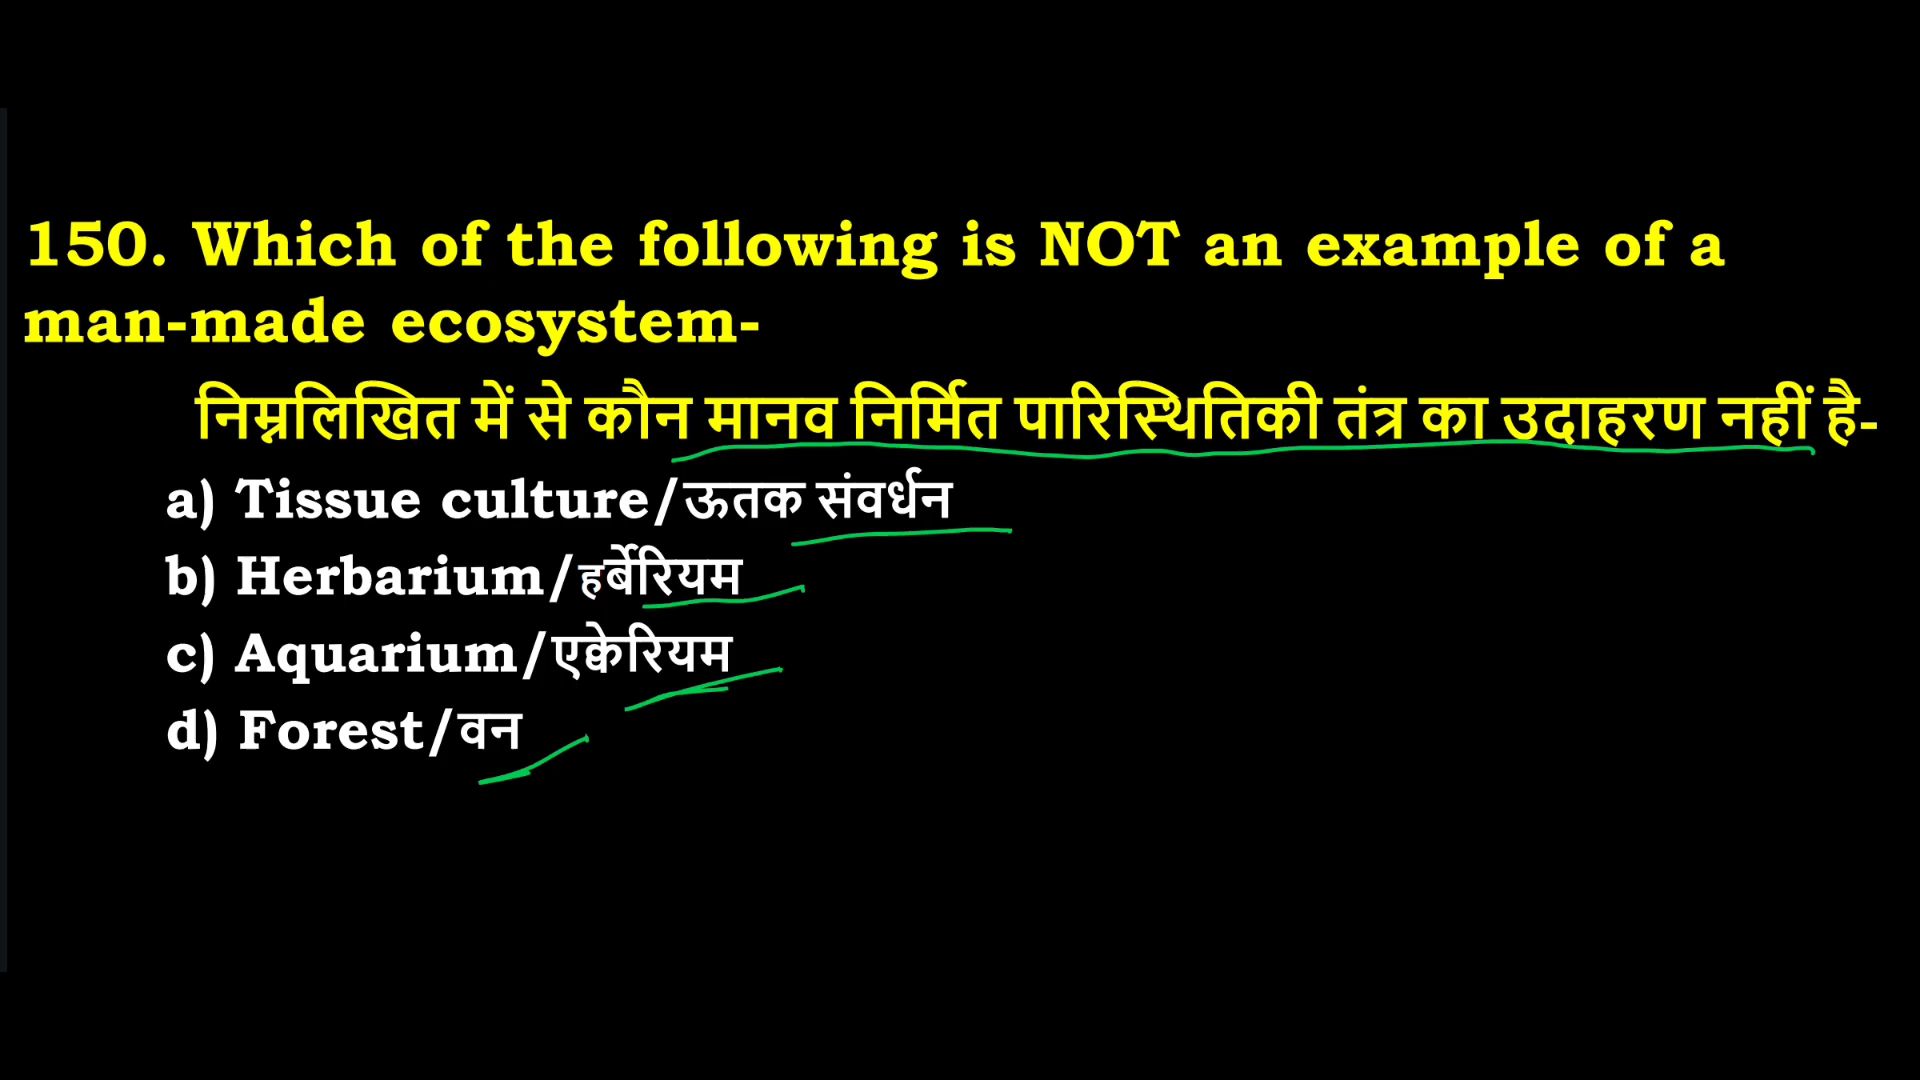 150. Which of the following is NOT an example of a
man-made ecosystem-
निम्नलिखित में से कौन मानव निर्मित पारिस्थितिकी तंत्र का उदाहरण नहीं है-
a) Tissue culture/ऊतक संवर्धन
b) Herbarium/हर्बेरियम
c) Aquarium/एक्वेरियम
d) Forest/वन